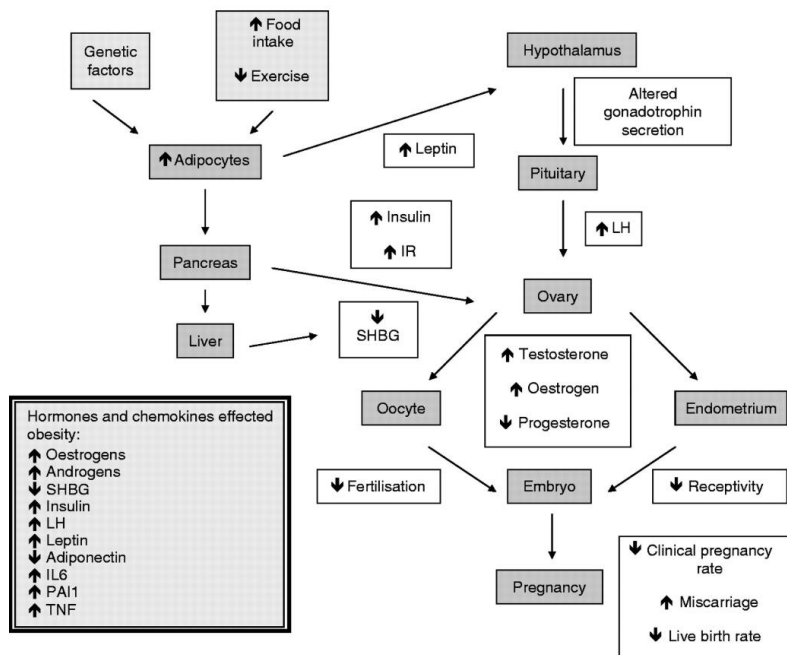 Genetic
factors
↑ Food
intake
↓ Exercise
Hypothalamus
Altered
gonadotrophin
secretion
↑ Adipocytes
↑ Leptin
Pituitary
↑ Insulin
↑ IR
↑ LH
Pancreas
Ovary
Liver
↓
SHBG
↑ Testosterone
↑ Oestrogen
↓ Progesterone
Oocyte
Endometrium
Hormones and chemokines effected
obesity:
↑ Oestrogens
↑ Androgens
↓ SHBG
↑ Insulin
↑ LH
↑ Leptin
↓ Adiponectin
↑ IL6
↑ PAI1
↑ TNF
↓ Fertilisation
Embryo
↓ Receptivity
Pregnancy
↓ Clinical pregnancy
rate
↑ Miscarriage
↓ Live birth rate